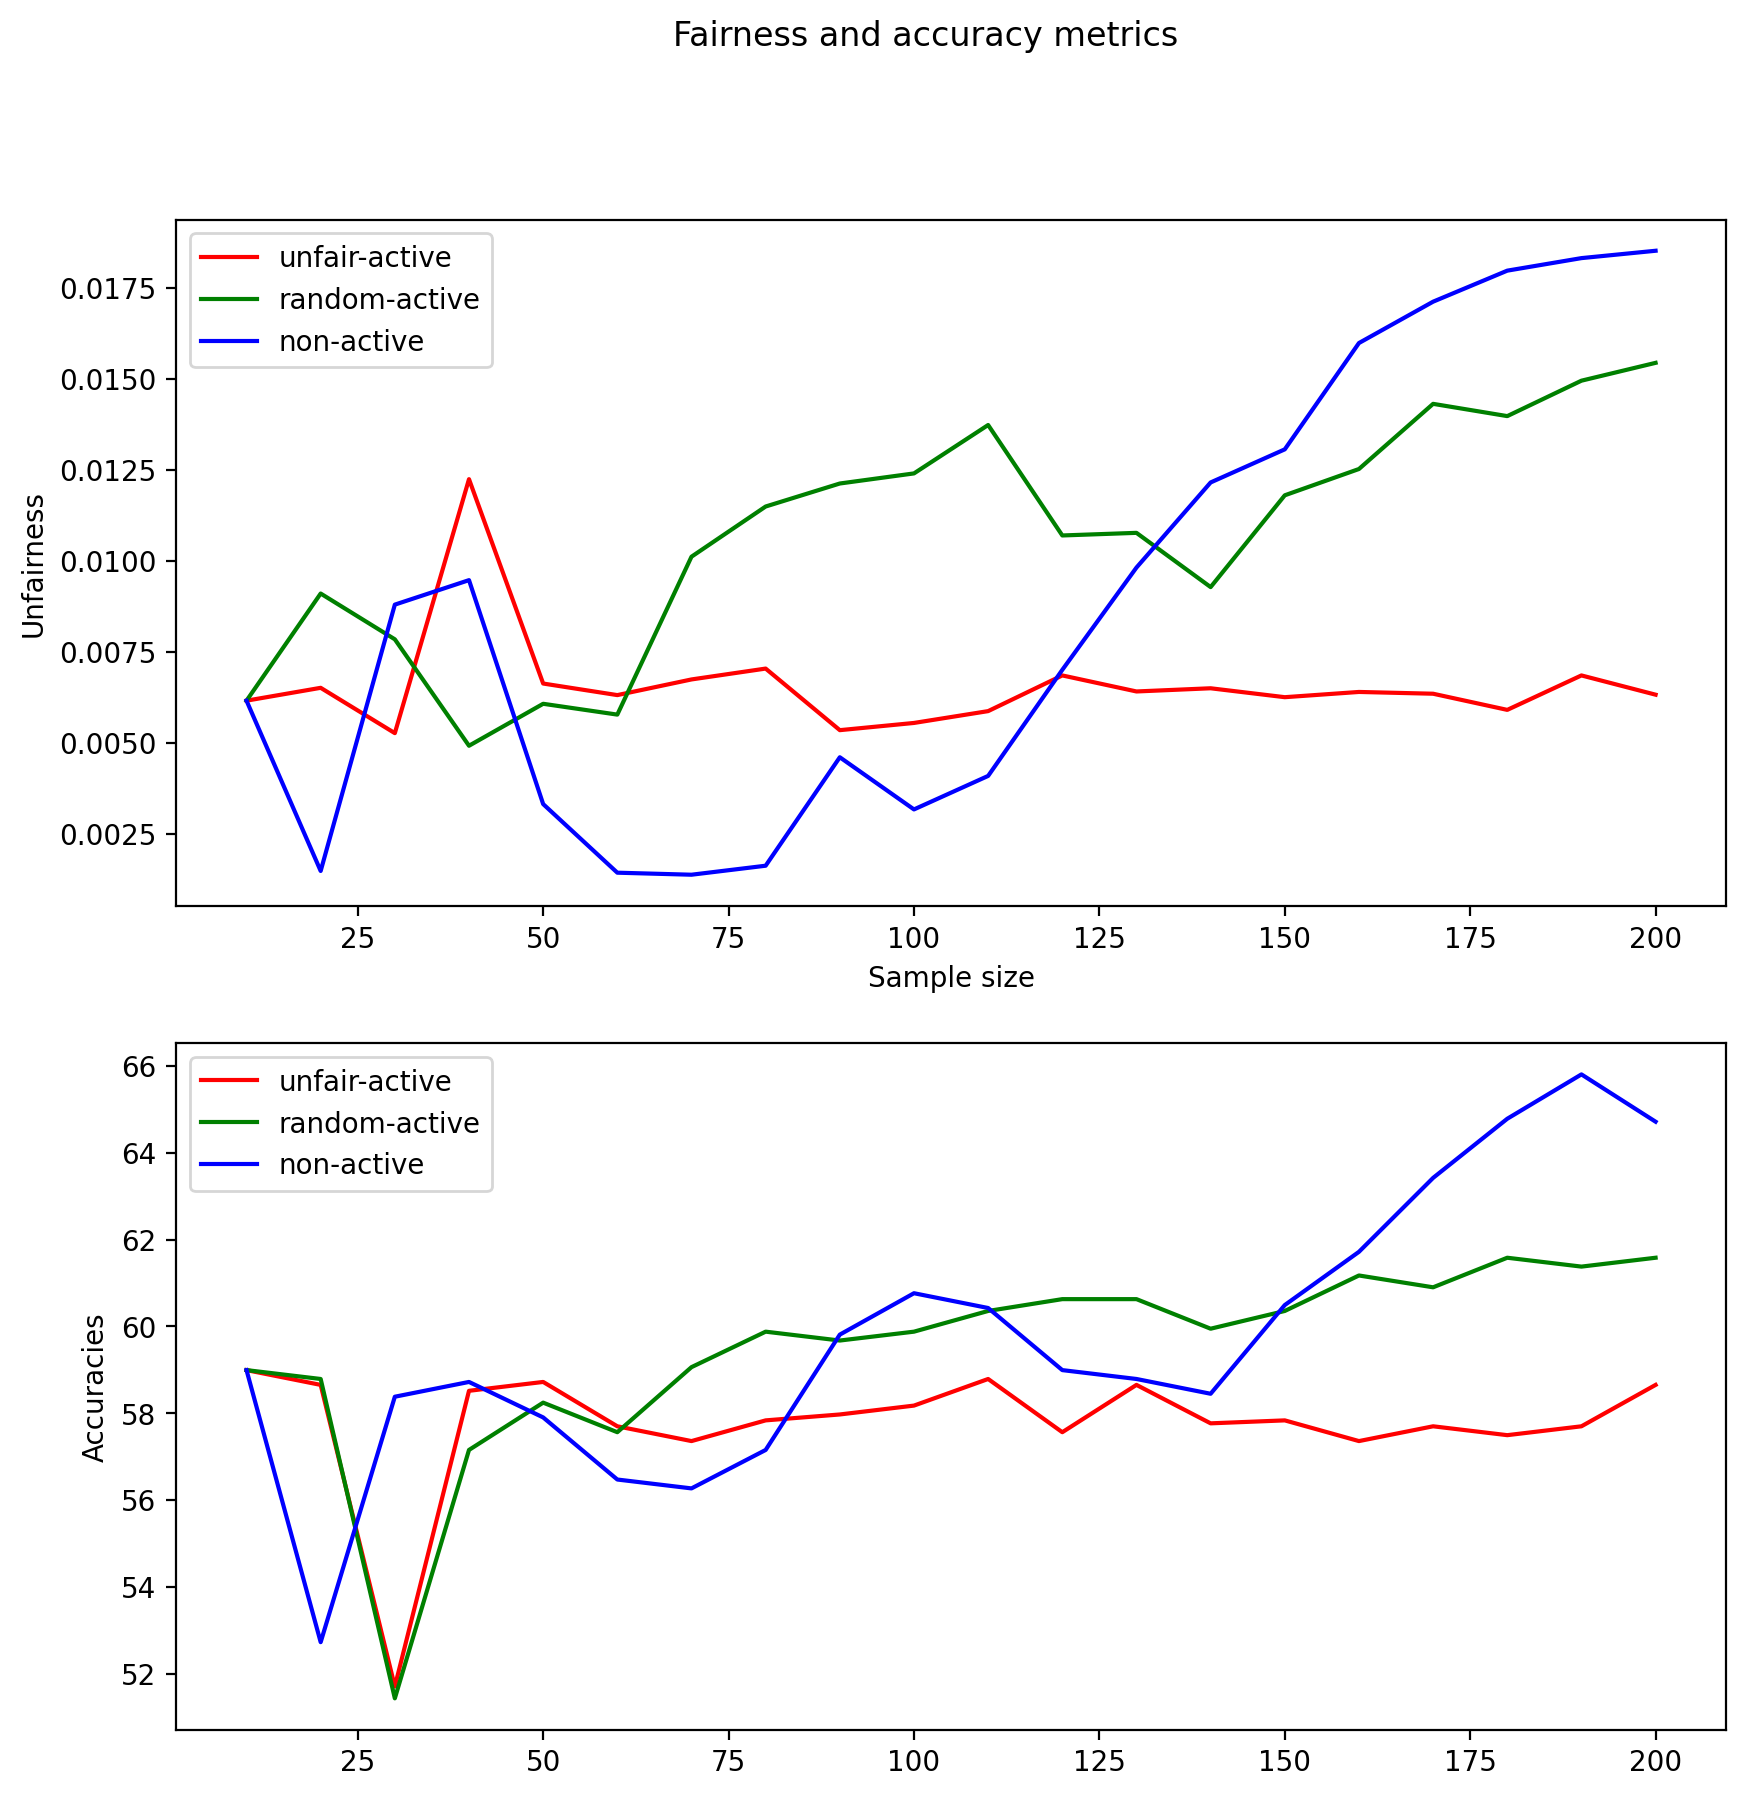 Fairness and accuracy metrics
unfair-active
random-active
non-active
0.0175
0.0150
0.0125
0.0100
0.0075
0.0050
0.0025
Unfairness
25 50 75 100 125 150 175 200
Sample size
unfair-active
random-active
non-active
66
64
62
60
58
56
54
52
Accuracies
25 50 75 100 125 150 175 200